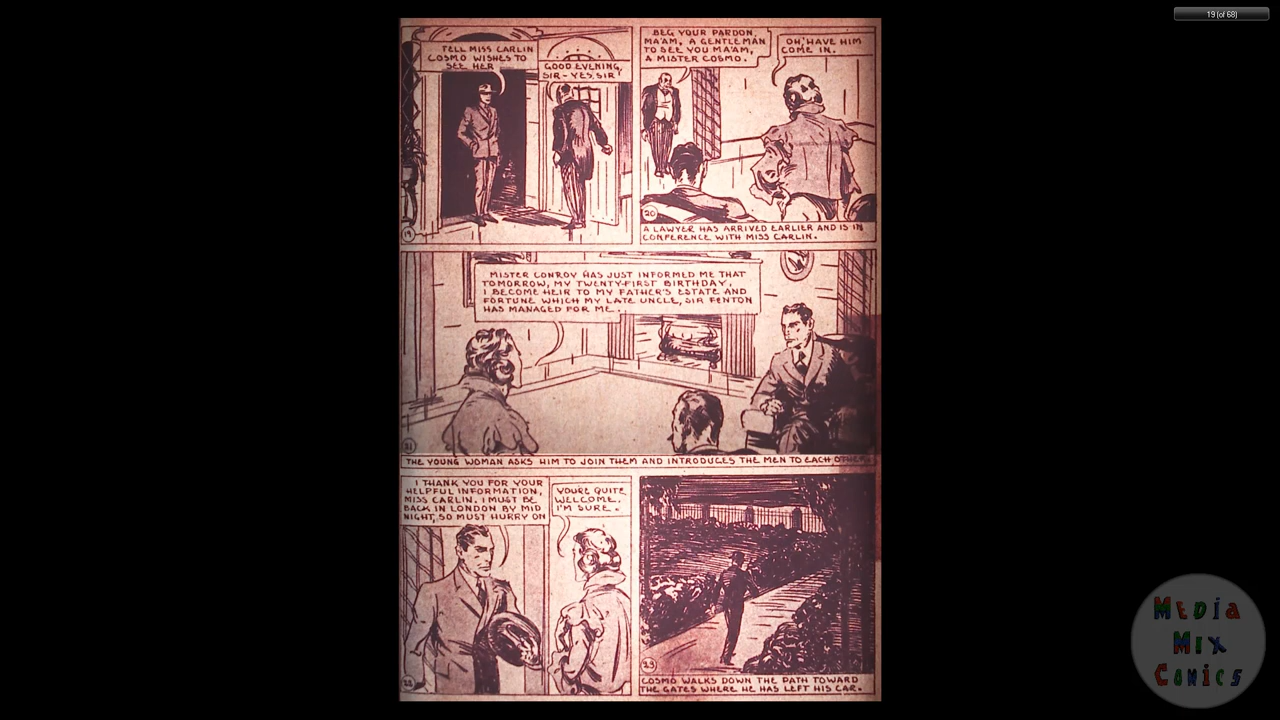 19 (of 68)
TELL MISS CARLIN
COSMO WISHES TO
SEE HER
GOOD EVENING,
SIR - YES, SIR!
19
BEG YOUR PARDON,
MA'AM, A GENTLEMAN
TO SEE YOU MA'AM,
A MISTER COSMO.
OH, HAVE HIM
COME IN.
20
A LAWYER HAS ARRIVED EARLIER AND IS IN
CONFERENCE WITH MISS CARLIN.
MISTER CONROY HAS JUST INFORMED ME THAT
TOMORROW, MY TWENTY-FIRST BIRTHDAY,
I BECOME HEIR TO MY FATHER'S ESTATE AND
FORTUNE WHICH MY LATE UNCLE, SIR FENTON
HAS MANAGED FOR ME.
21
THE YOUNG WOMAN ASKS HIM TO JOIN THEM AND INTRODUCES THE MEN TO EACH OTHER.
I THANK YOU FOR YOUR
HELPFUL INFORMATION,
MISS CARLIN. I MUST BE
BACK IN LONDON BY MID
NIGHT, SO MUST HURRY ON
YOU'RE QUITE
WELCOME,
I'M SURE.
22
23
COSMO WALKS DOWN THE PATH TOWARD
THE GATES WHERE HE HAS LEFT HIS CAR.
MEDiA
MiX
COMiCS